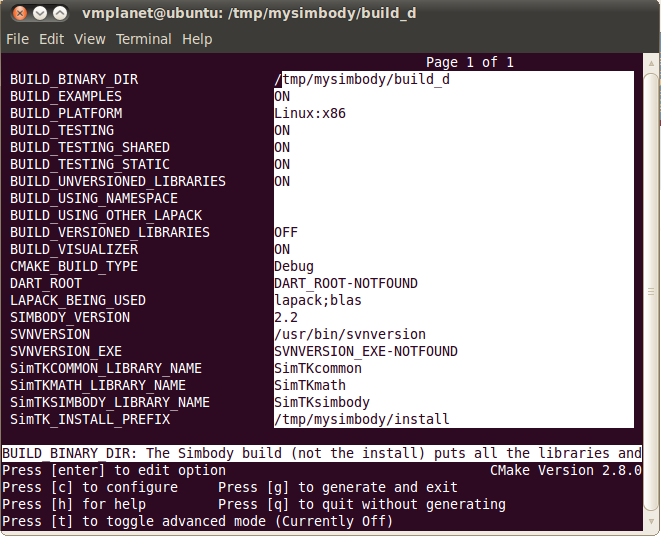 vmplanet@ubuntu: /tmp/mysimbody/build_d
File Edit View Terminal Help
Page 1 of 1
BUILD_BINARY_DIR /tmp/mysimbody/build_d
BUILD_EXAMPLES ON
BUILD_PLATFORM Linux:x86
BUILD_TESTING ON
BUILD_TESTING_SHARED ON
BUILD_TESTING_STATIC ON
BUILD_UNVERSIONED_LIBRARIES ON
BUILD_USING_NAMESPACE
BUILD_USING_OTHER_LAPACK
BUILD_VERSIONED_LIBRARIES OFF
BUILD_VISUALIZER ON
CMAKE_BUILD_TYPE Debug
DART_ROOT DART_ROOT-NOTFOUND
LAPACK_BEING_USED lapack;blas
SIMBODY_VERSION 2.2
SVNVERSION /usr/bin/svnversion
SVNVERSION_EXE SVNVERSION_EXE-NOTFOUND
SimTKCOMMON_LIBRARY_NAME SimTKcommon
SimTKMATH_LIBRARY_NAME SimTKmath
SimTKSIMBODY_LIBRARY_NAME SimTKsimbody
SimTK_INSTALL_PREFIX /tmp/mysimbody/install
BUILD_BINARY_DIR: The Simbody build (not the install) puts all the libraries and
Press [enter] to edit option CMake Version 2.8.0
Press [c] to configure Press [g] to generate and exit
Press [h] for help Press [q] to quit without generating
Press [t] to toggle advanced mode (Currently Off)